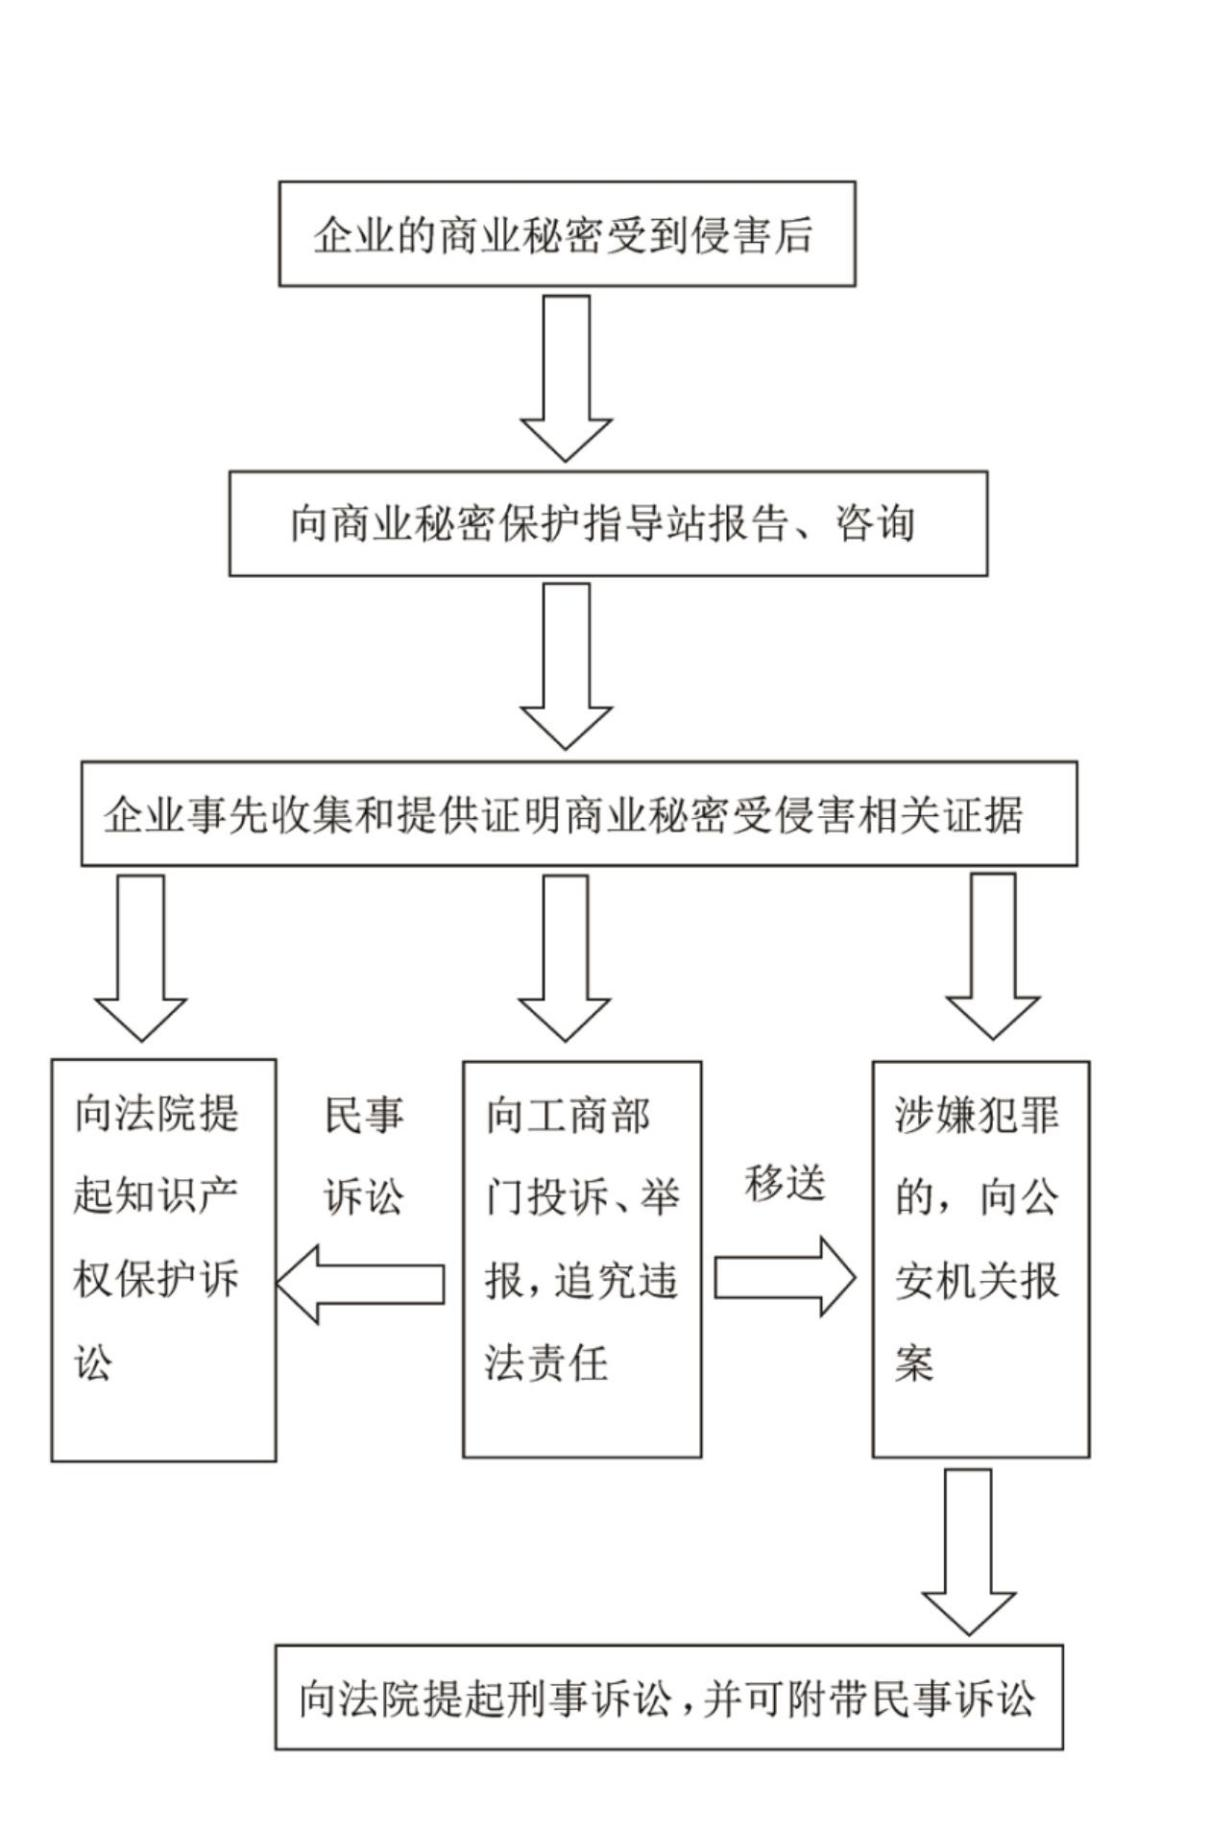 企业的商业秘密受到侵害后
向商业秘密保护指导站报告、咨询
企业事先收集和提供证明商业秘密受侵害相关证据
向法院提
起知识产
权保护诉
讼
民事
诉讼
向工商部
门投诉、举
报，追究违
法责任
移送
涉嫌犯罪
的，向公
安机关报
案
向法院提起刑事诉讼，并可附带民事诉讼